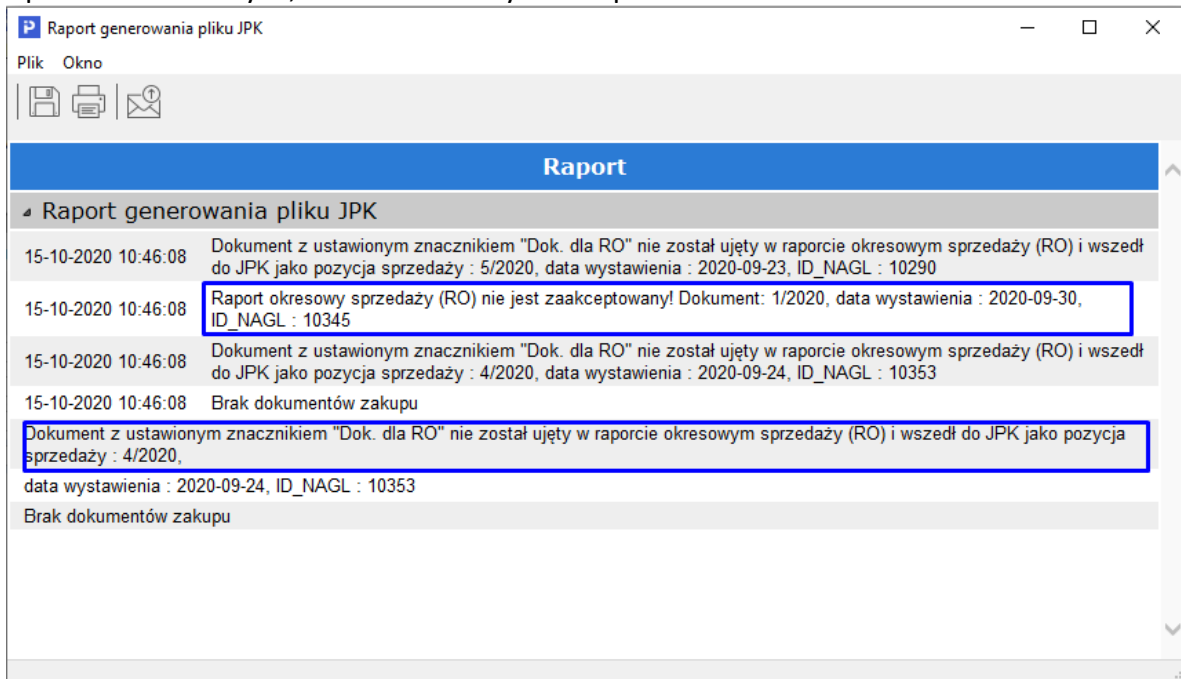 Raport generowania pliku JPK
Plik Okno
Raport
Raport generowania pliku JPK
15-10-2020 10:46:08 Dokument z ustawionym znacznikiem "Dok. dla RO" nie został ujęty w raporcie okresowym sprzedaży (RO) i wszedł
do JPK jako pozycja sprzedaży : 5/2020, data wystawienia : 2020-09-23, ID_NAGL : 10290
15-10-2020 10:46:08 Raport okresowy sprzedaży (RO) nie jest zaakceptowany! Dokument: 1/2020, data wystawienia : 2020-09-30,
ID_NAGL : 10345
15-10-2020 10:46:08 Dokument z ustawionym znacznikiem "Dok. dla RO" nie został ujęty w raporcie okresowym sprzedaży (RO) i wszedł
do JPK jako pozycja sprzedaży : 4/2020, data wystawienia : 2020-09-24, ID_NAGL : 10353
15-10-2020 10:46:08 Brak dokumentów zakupu
Dokument z ustawionym znacznikiem "Dok. dla RO" nie został ujęty w raporcie okresowym sprzedaży (RO) i wszedł do JPK jako pozycja
sprzedaży : 4/2020,
data wystawienia : 2020-09-24, ID_NAGL : 10353
Brak dokumentów zakupu